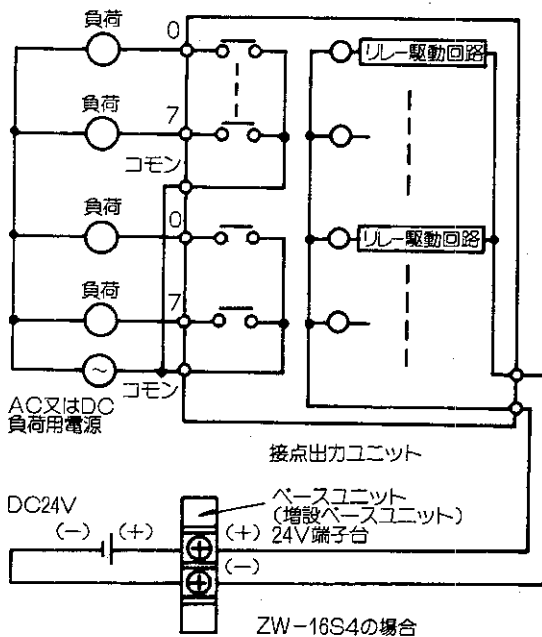 負荷
0
リレー駆動回路
負荷
7
コモン
負荷
0
リレー駆動回路
負荷
7
~
コモン
AC又はDC
負荷用電源
接点出力ユニット
DC24V
ベースユニット
(増設ベースユニット)
24V端子台
(−)
(+)
(+)
(−)
ZW−16S4の場合